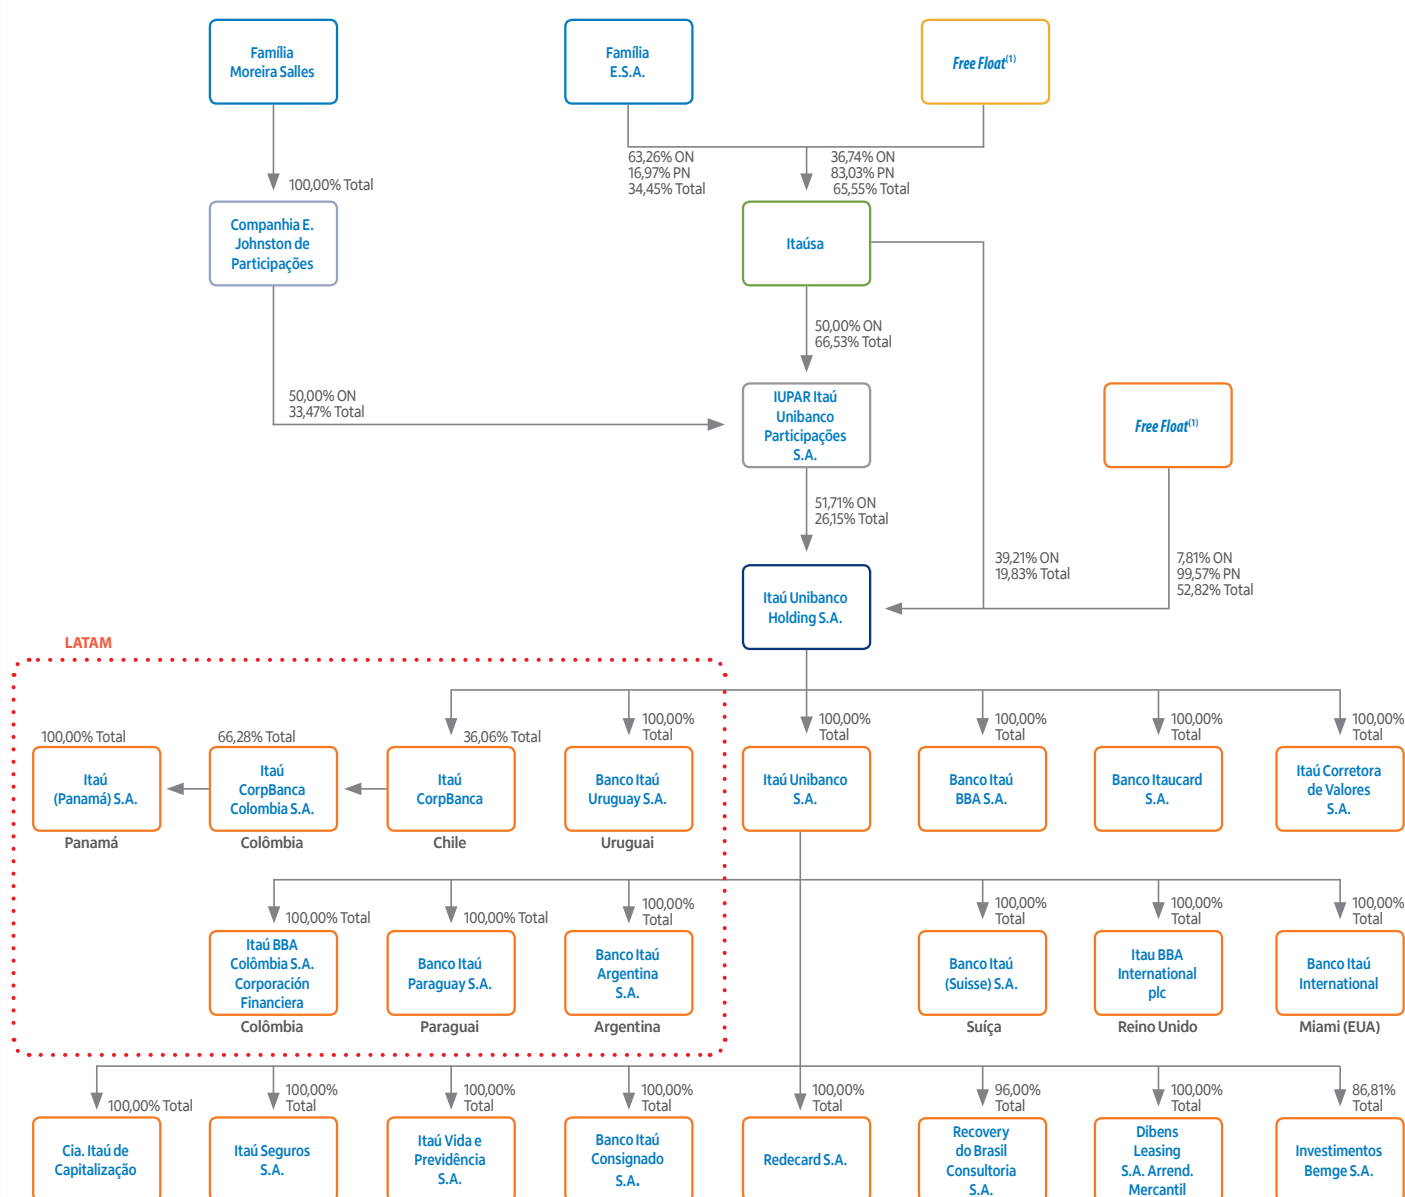 Família
Moreira Salles
Família
E.S.A.
Free Float(1)
63,26% ON
16,97% PN
34,45% Total
36,74% ON
83,03% PN
65,55% Total
100,00% Total
Companhia E.
Johnston de
Participações
Itaúsa
50,00% ON
66,53% Total
50,00% ON
33,47% Total
IUPAR Itaú
Unibanco
Participações
S.A.
Free Float(1)
51,71% ON
26,15% Total
39,21% ON
19,83% Total
7,81% ON
99,57% PN
52,82% Total
Itaú Unibanco
Holding S.A.
LATAM
100,00% Total
66,28% Total
36,06% Total
100,00%
Total
100,00%
Total
100,00%
Total
100,00%
Total
100,00%
Total
Itaú
(Panamá) S.A.
Itaú
CorpBanca
Colombia S.A.
Itaú
CorpBanca
Banco Itaú
Uruguay S.A.
Itaú Unibanco
S.A.
Banco Itaú
BBA S.A.
Banco Itaucard
S.A.
Itaú Corretora
de Valores
S.A.
Panamá
Colômbia
Chile
Uruguai
100,00% Total
100,00% Total
100,00%
Total
100,00%
Total
100,00%
Total
100,00%
Total
Itaú BBA
Colômbia S.A.
Corporación
Financiera
Banco Itaú
Paraguay S.A.
Banco Itaú
Argentina
S.A.
Banco Itaú
(Suisse) S.A.
Itau BBA
International
plc
Banco Itaú
International
Colômbia
Paraguai
Argentina
Suíça
Reino Unido
Miami (EUA)
100,00% Total
100,00%
Total
100,00%
Total
100,00%
Total
100,00%
Total
96,00%
Total
100,00%
Total
86,81%
Total
Cia. Itaú de
Capitalização
Itaú Seguros
S.A.
Itaú Vida e
Previdência
S.A.
Banco Itaú
Consignado
S.A.
Redecard S.A.
Recovery
do Brasil
Consultoria
S.A.
Dibens
Leasing
S.A. Arrend.
Mercantil
Investimentos
Bemge S.A.